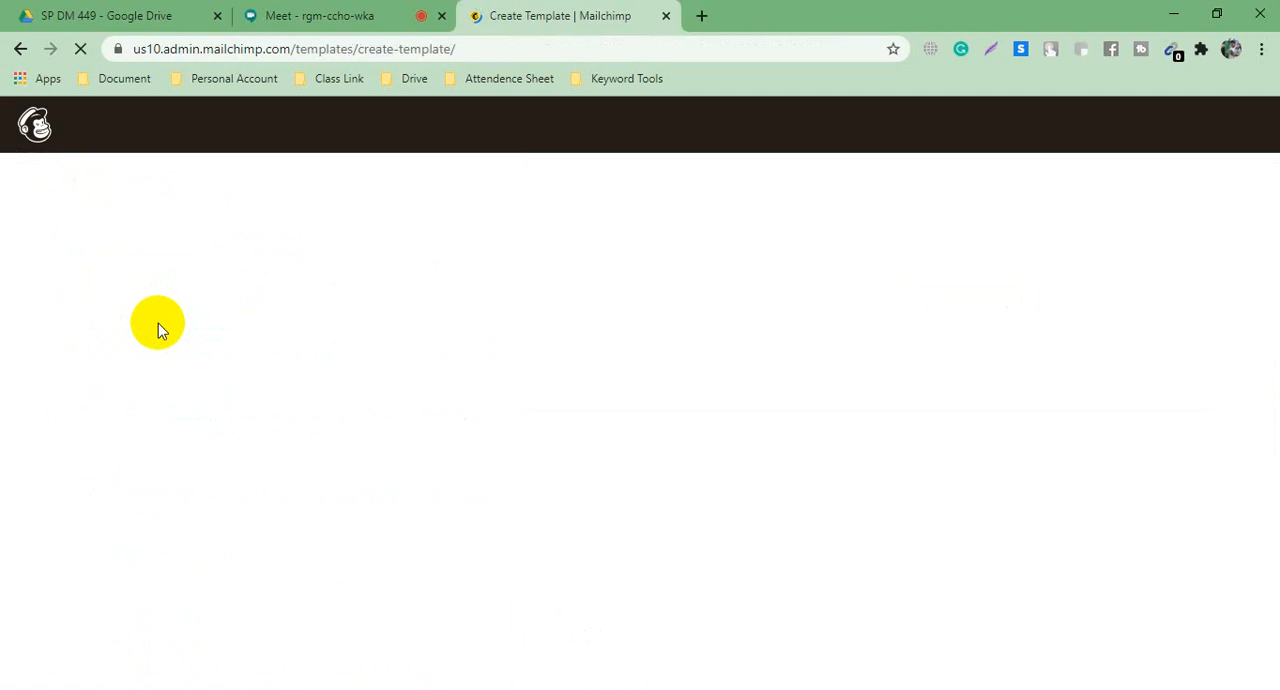 SP DM 449 - Google Drive
Meet - rgm-ccho-wka
Create Template | Mailchimp
us10.admin.mailchimp.com/templates/create-template/
S
0
Apps
Document
Personal Account
Class Link
Drive
Attendence Sheet
Keyword Tools